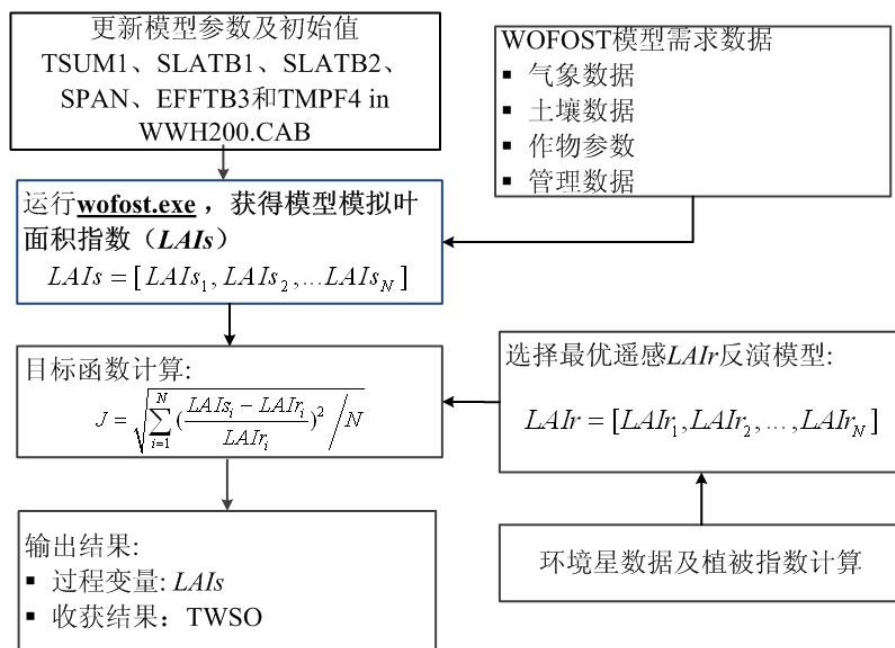 更新模型参数及初始值
TSUM1、SLATB1、SLATB2、
SPAN、EFFTB3和TMPF4 in
WWH200.CAB
WOFOST模型需求数据
▪ 气象数据
▪ 土壤数据
▪ 作物参数
▪ 管理数据
运行wofost.exe ，获得模型模拟叶
面积指数（LAIs）
LAIs = [LAIs₁, LAIs₂, ...LAIs_N]
目标函数计算:
J = √(∑_{i=1}^{N} ((LAIs_i − LAIr_i)/LAIr_i)² / N)
选择最优遥感LAIr反演模型:
LAIr = [LAIr₁, LAIr₂, ..., LAIr_N]
输出结果:
▪ 过程变量: LAIs
▪ 收获结果：TWSO
环境星数据及植被指数计算